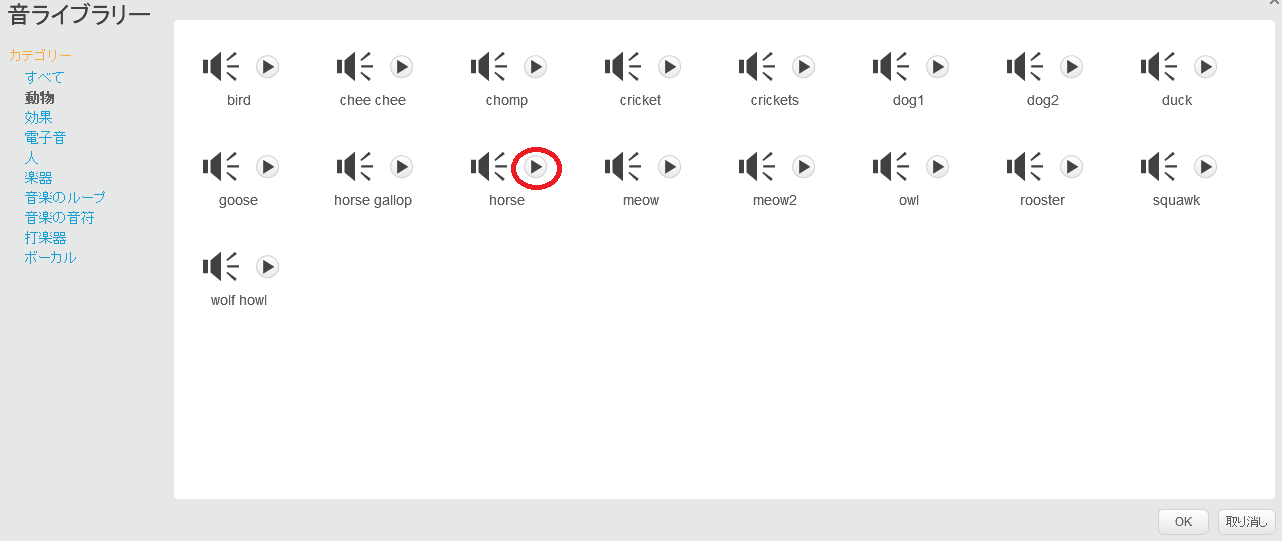 音ライブラリー
カテゴリー
すべて
動物
効果
電子音
人
楽器
音楽のループ
音楽の音符
打楽器
ボーカル
bird chee chee chomp cricket crickets dog1 dog2 duck
goose horse gallop horse meow meow2 owl rooster squawk
wolf howl
OK 取り消し